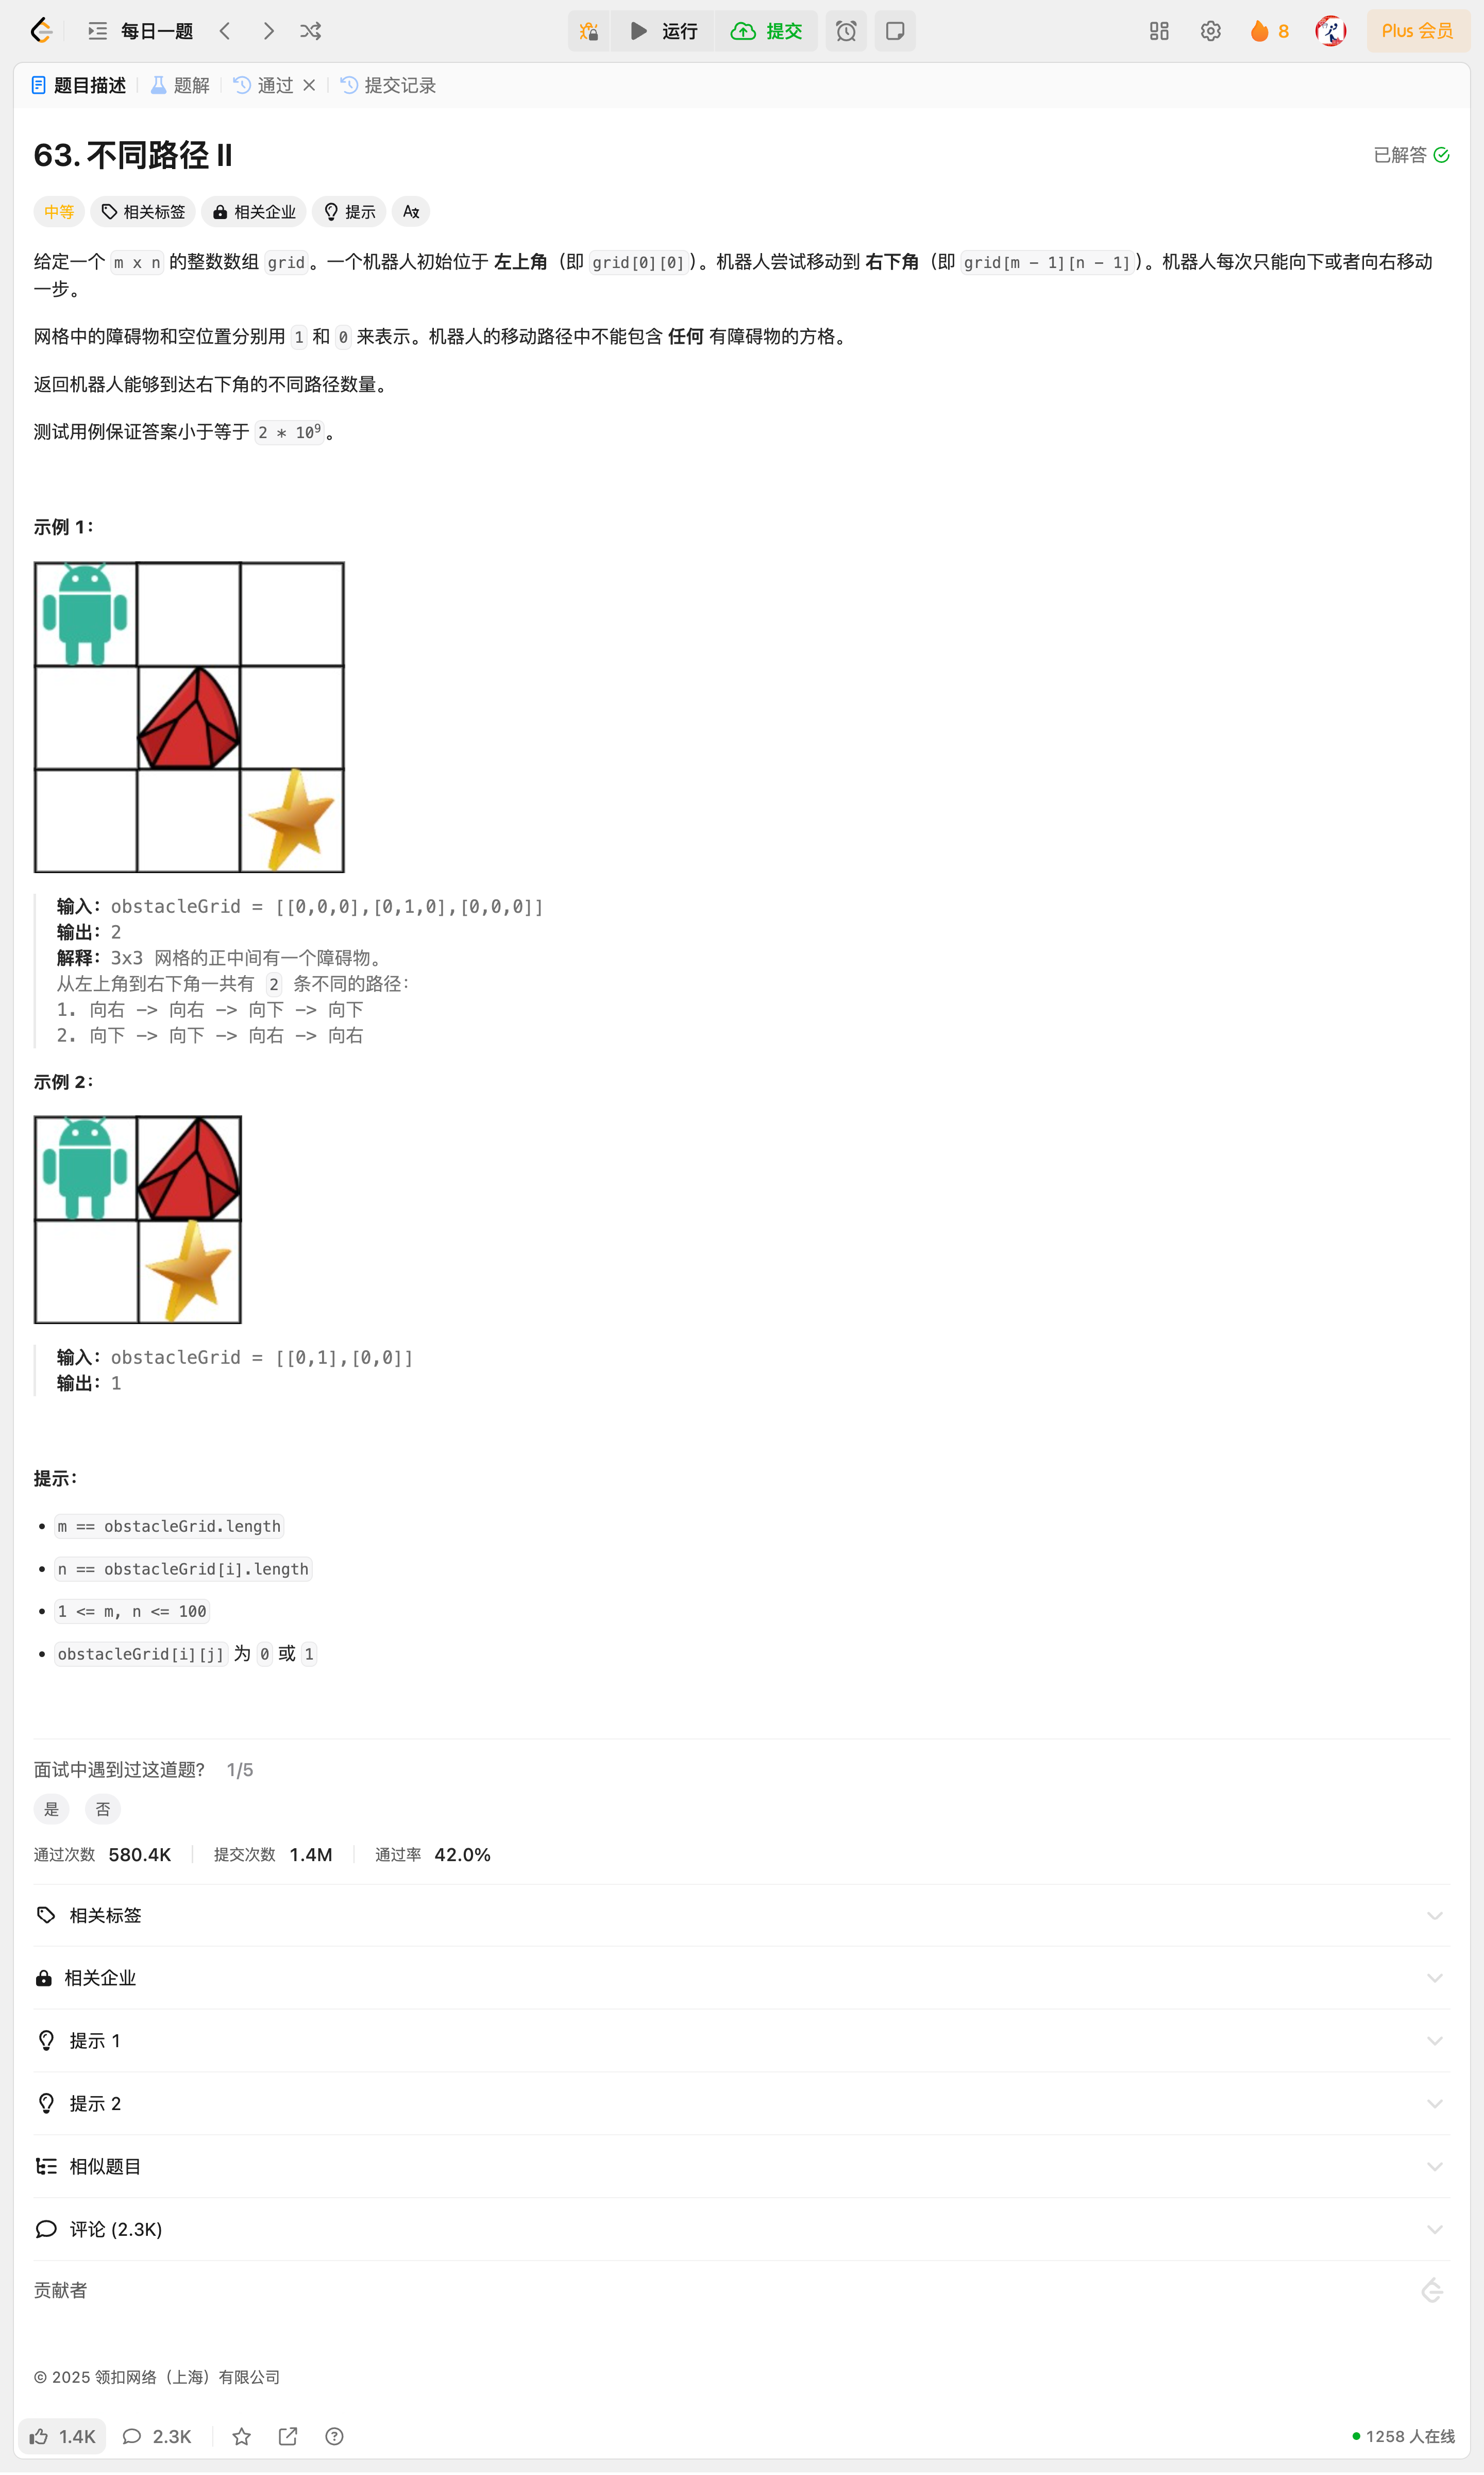 每日一题
运行
提交
8
Plus 会员
题目描述
题解
通过
提交记录
63. 不同路径 II
已解答
中等
相关标签
相关企业
提示
给定一个 m x n 的整数数组 grid。一个机器人初始位于 左上角（即 grid[0][0]）。机器人尝试移动到 右下角（即 grid[m - 1][n - 1]）。机器人每次只能向下或者向右移动
一步。
网格中的障碍物和空位置分别用 1 和 0 来表示。机器人的移动路径中不能包含 任何 有障碍物的方格。
返回机器人能够到达右下角的不同路径数量。
测试用例保证答案小于等于 2 * 10⁹。
示例 1：
输入：obstacleGrid = [[0,0,0],[0,1,0],[0,0,0]]
输出：2
解释：3x3 网格的正中间有一个障碍物。
从左上角到右下角一共有 2 条不同的路径：
1. 向右 -> 向右 -> 向下 -> 向下
2. 向下 -> 向下 -> 向右 -> 向右
示例 2：
输入：obstacleGrid = [[0,1],[0,0]]
输出：1
提示：
• m == obstacleGrid.length
• n == obstacleGrid[i].length
• 1 <= m, n <= 100
• obstacleGrid[i][j] 为 0 或 1
面试中遇到过这道题? 1/5
是 否
通过次数 580.4K 提交次数 1.4M 通过率 42.0%
相关标签
相关企业
提示 1
提示 2
相似题目
评论 (2.3K)
贡献者
© 2025 领扣网络（上海）有限公司
1.4K 2.3K 1258 人在线